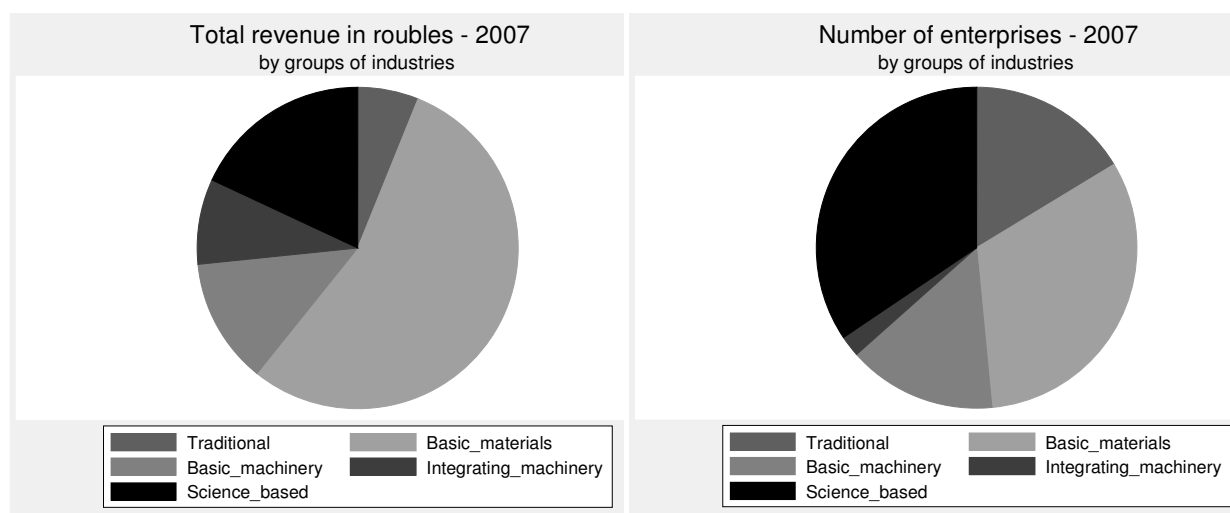 Total revenue in roubles - 2007
by groups of industries
Traditional
Basic_materials
Basic_machinery
Integrating_machinery
Science_based
Number of enterprises - 2007
by groups of industries
Traditional
Basic_materials
Basic_machinery
Integrating_machinery
Science_based